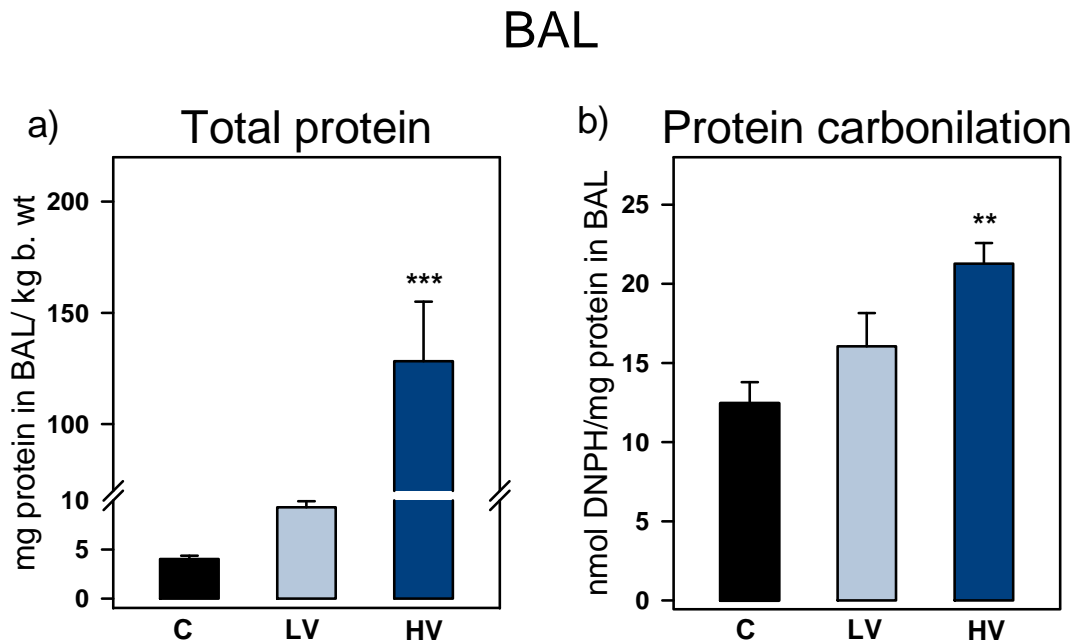 BAL
a) Total protein
mg protein in BAL/ kg b. wt
200
150
100
10
5
0
***
C LV HV
b) Protein carbonilation
nmol DNPH/mg protein in BAL
25
20
15
10
5
0
**
C LV HV